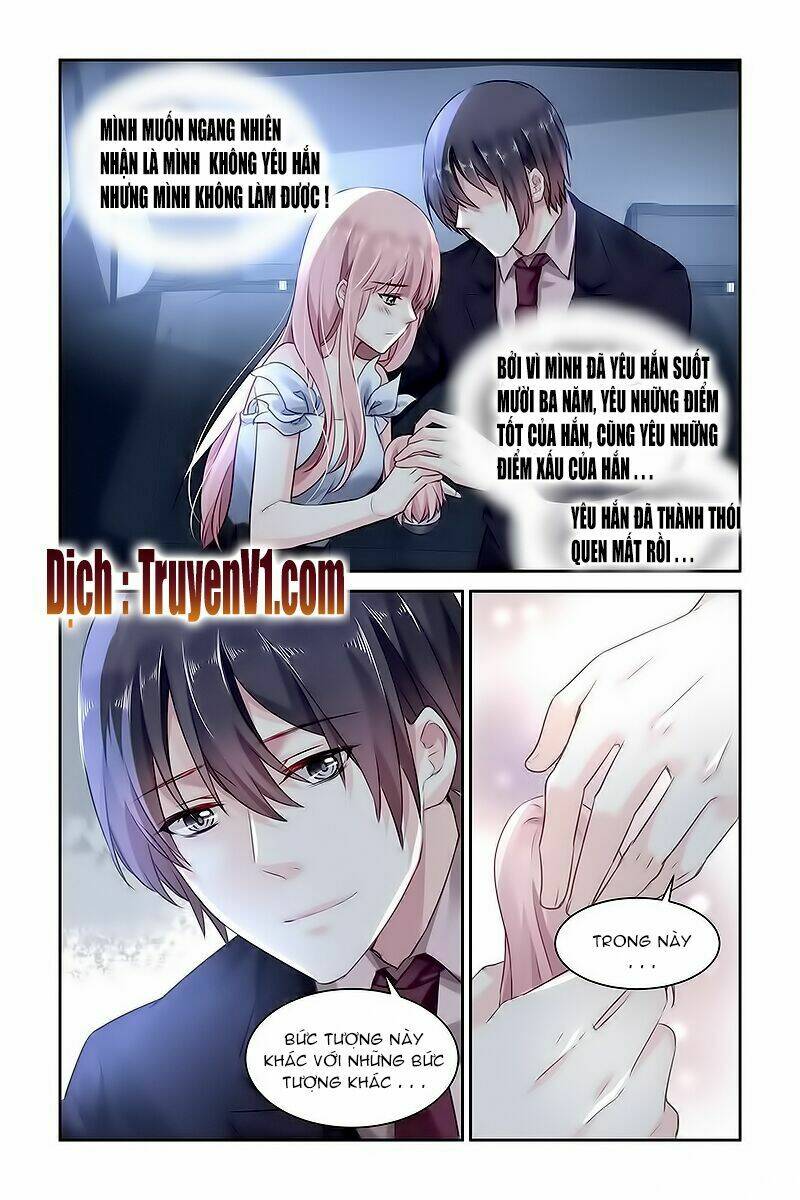 MÌNH MUỐN NGANG NHIÊN
NHẬN LÀ MÌNH KHÔNG YÊU HẮN
NHƯNG MÌNH KHÔNG LÀM ĐƯỢC !
BỞI VÌ MÌNH ĐÃ YÊU HẮN SUỐT
MƯỜI BA NĂM, YÊU NHỮNG ĐIỂM
TỐT CỦA HẮN, CŨNG YÊU NHỮNG
ĐIỂM XẤU CỦA HẮN . . .
YÊU HẮN ĐÃ THÀNH THÓI
QUEN MẤT RỒI . . .
Dịch : TruyenV1.com
BỨC TƯỢNG NÀY
KHÁC VỚI NHỮNG BỨC
TƯỢNG KHÁC . . .
TRONG NÀY
. . .